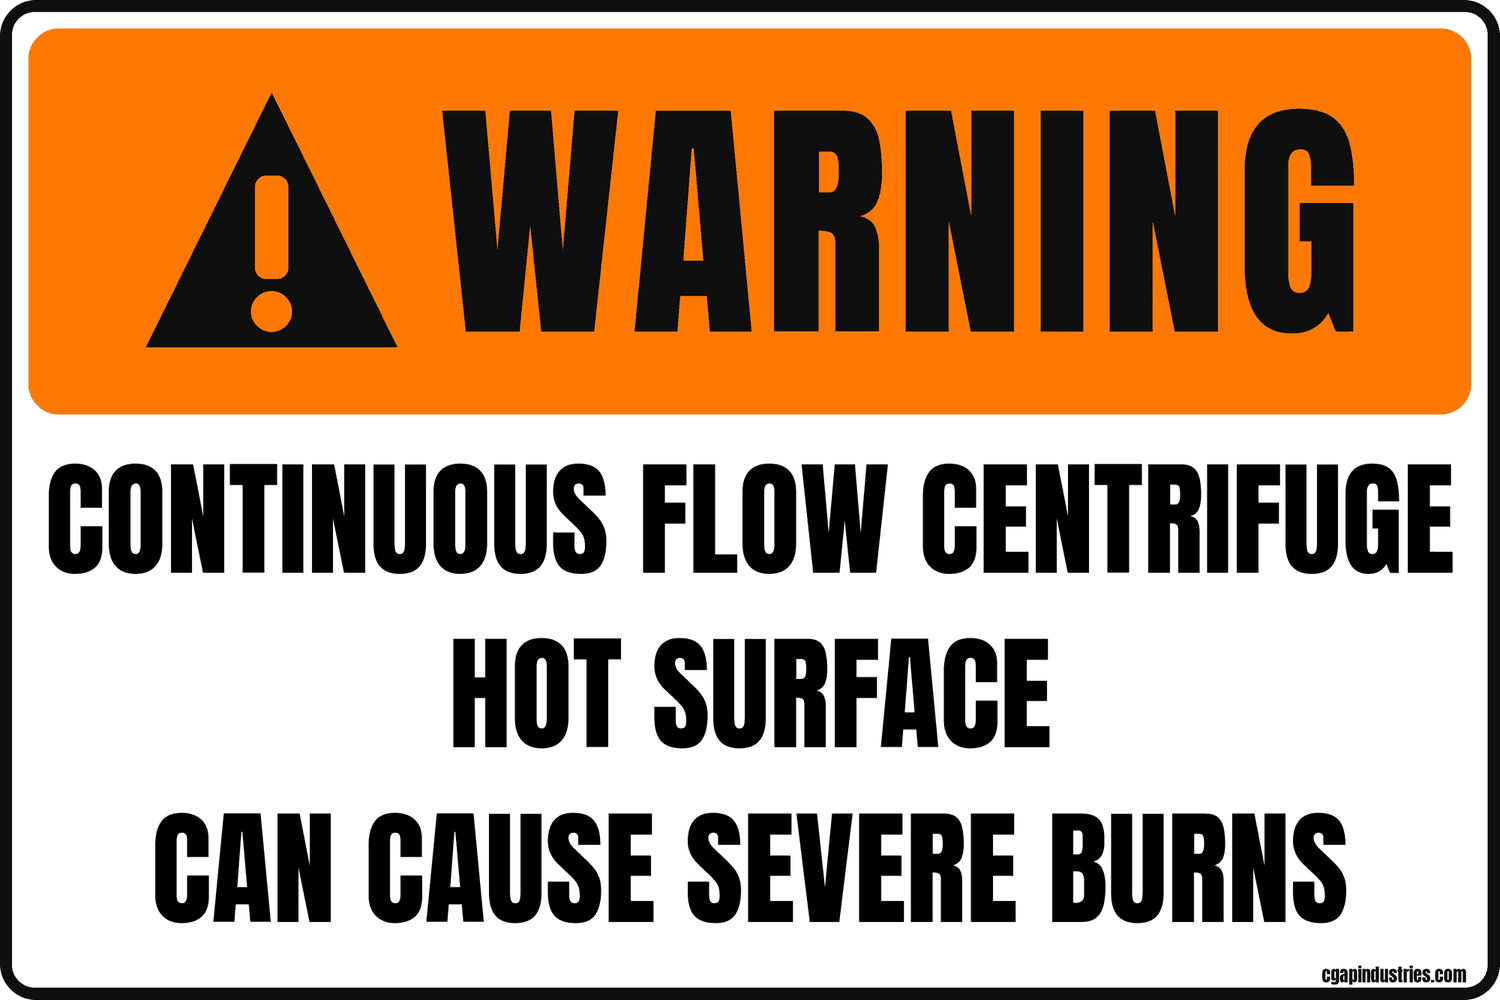 WARNING
CONTINUOUS FLOW CENTRIFUGE
HOT SURFACE
CAN CAUSE SEVERE BURNS
cgapindustries.com